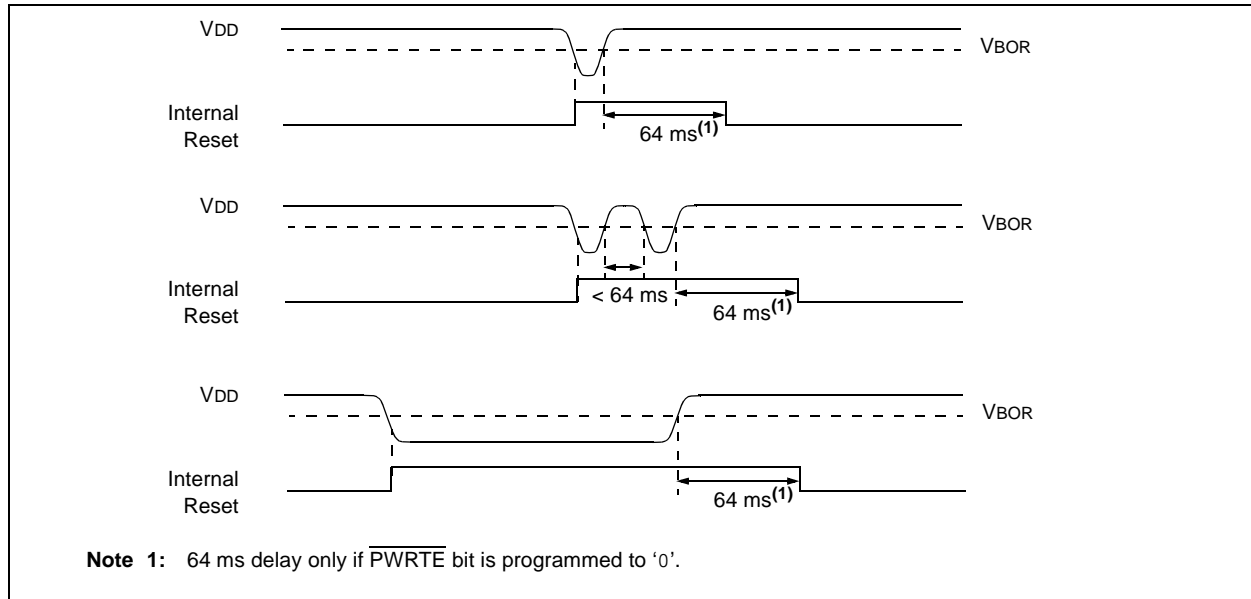 VDD
VBOR
Internal
Reset
64 ms(1)
VDD
VBOR
Internal
Reset
< 64 ms
64 ms(1)
VDD
VBOR
Internal
Reset
64 ms(1)
Note 1: 64 ms delay only if PWRTE bit is programmed to ‘0’.